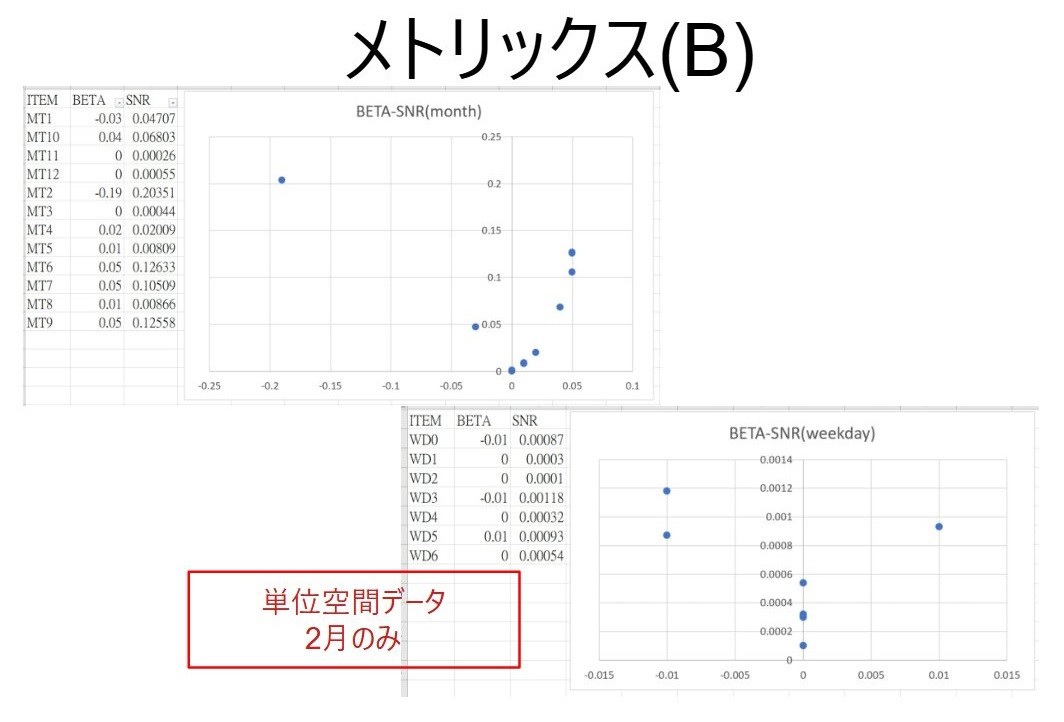 メトリックス(B)
ITEM BETA SNR
MT1 -0.03 0.04707
MT10 0.04 0.06803
MT11 0 0.00026
MT12 0 0.00055
MT2 -0.19 0.20351
MT3 0 0.00044
MT4 0.02 0.02009
MT5 0.01 0.00809
MT6 0.05 0.12633
MT7 0.05 0.10509
MT8 0.01 0.00866
MT9 0.05 0.12558
BETA-SNR(month)
0.25
0.2
0.15
0.1
0.05
0
-0.25 -0.2 -0.15 -0.1 -0.05 0 0.05 0.1
ITEM BETA SNR
WD0 -0.01 0.00087
WD1 0 0.0003
WD2 0 0.0001
WD3 -0.01 0.00118
WD4 0 0.00032
WD5 0.01 0.00093
WD6 0 0.00054
BETA-SNR(weekday)
0.0014
0.0012
0.001
0.0008
0.0006
0.0004
0.0002
0
-0.015 -0.01 -0.005 0 0.005 0.01 0.015
単位空間データ
2月のみ